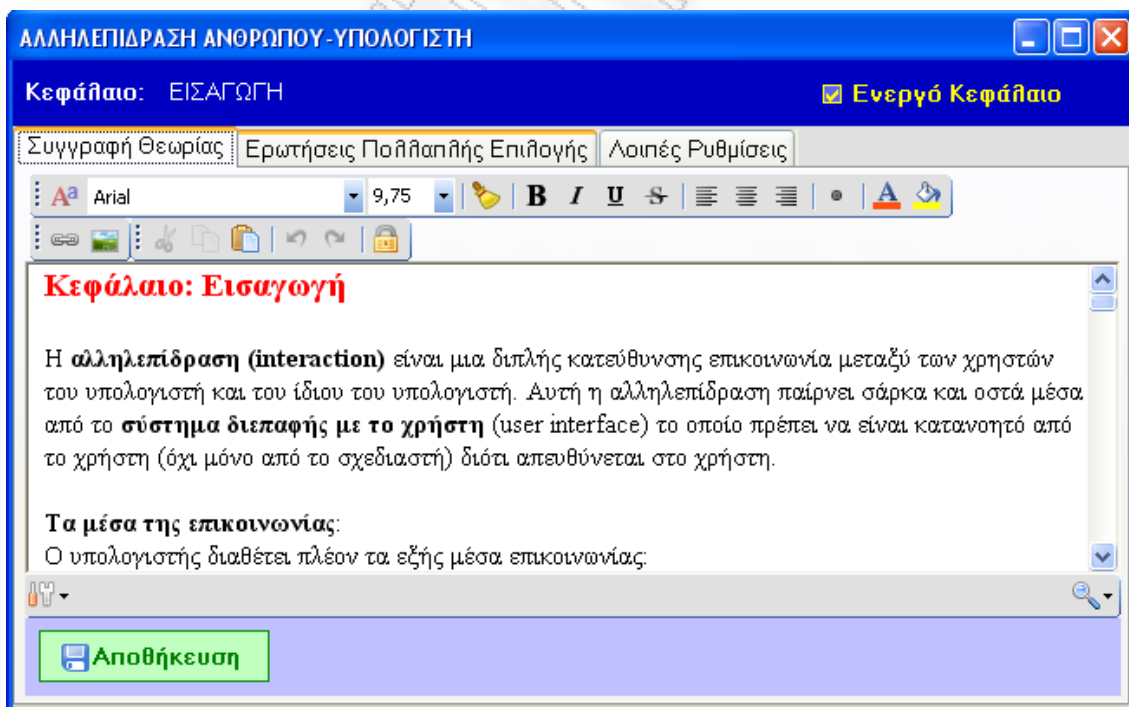 ΑΛΛΗΛΕΠΙΔΡΑΣΗ ΑΝΘΡΩΠΟΥ-ΥΠΟΛΟΓΙΣΤΗ
Κεφάλαιο: ΕΙΣΑΓΩΓΗ
Ενεργό Κεφάλαιο
Συγγραφή Θεωρίας Ερωτήσεις Πολλαπλής Επιλογής Λοιπές Ρυθμίσεις
Arial 9,75 B I U S A
Κεφάλαιο: Εισαγωγή
Η αλληλεπίδραση (interaction) είναι μια διπλής κατεύθυνσης επικοινωνία μεταξύ των χρηστών
του υπολογιστή και του ίδιου του υπολογιστή. Αυτή η αλληλεπίδραση παίρνει σάρκα και οστά μέσα
από το σύστημα διεπαφής με το χρήστη (user interface) το οποίο πρέπει να είναι κατανοητό από
το χρήστη (όχι μόνο από το σχεδιαστή) διότι απευθύνεται στο χρήστη.
Τα μέσα της επικοινωνίας:
Ο υπολογιστής διαθέτει πλέον τα εξής μέσα επικοινωνίας:
Αποθήκευση